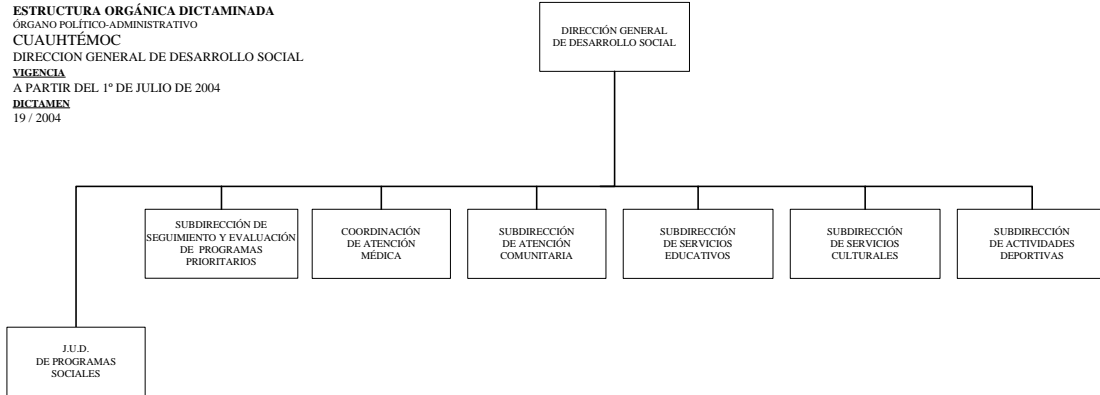 ESTRUCTURA ORGÁNICA DICTAMINADA
ÓRGANO POLÍTICO-ADMINISTRATIVO
CUAUHTÉMOC
DIRECCION GENERAL DE DESARROLLO SOCIAL
VIGENCIA
A PARTIR DEL 1º DE JULIO DE 2004
DICTAMEN
19 / 2004
DIRECCIÓN GENERAL
DE DESARROLLO SOCIAL
SUBDIRECCIÓN DE
SEGUIMIENTO Y EVALUACIÓN
DE PROGRAMAS
PRIORITARIOS
COORDINACIÓN
DE ATENCIÓN
MÉDICA
SUBDIRECCIÓN
DE ATENCIÓN
COMUNITARIA
SUBDIRECCIÓN
DE SERVICIOS
EDUCATIVOS
SUBDIRECCIÓN
DE SERVICIOS
CULTURALES
SUBDIRECCIÓN
DE ACTIVIDADES
DEPORTIVAS
J.U.D.
DE PROGRAMAS
SOCIALES